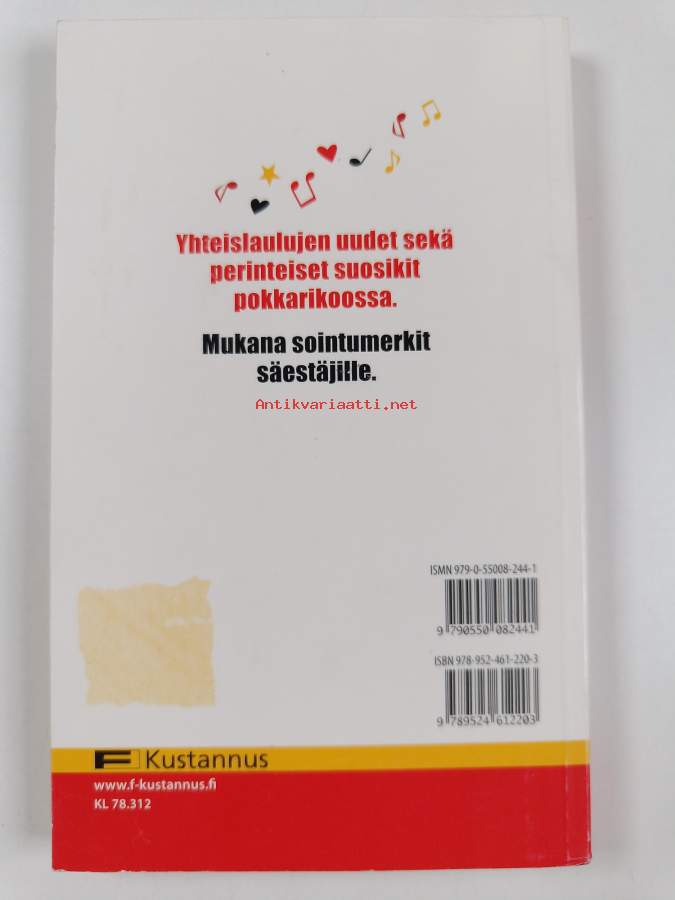 Yhteislaulujen uudet sekä
perinteiset suosikit
pokkarikoossa.
Mukana sointumerkit
säestäjille.
Antikvariaatti.net
ISMN 979-0-55008-244-1
9 790550 082441
ISBN 978-952-461-220-3
9 789524 612203
F Kustannus
www.f-kustannus.fi
KL 78.312